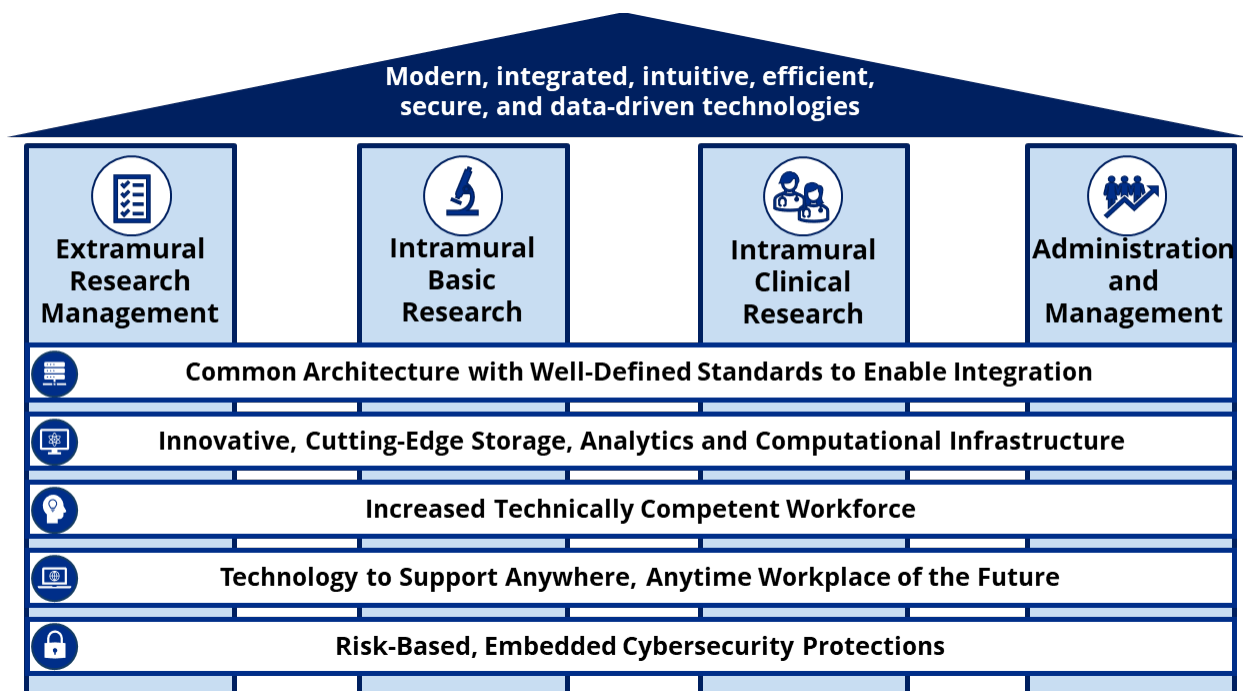 Modern, integrated, intuitive, efficient,
secure, and data-driven technologies
Extramural
Research
Management
Intramural
Basic
Research
Intramural
Clinical
Research
Administration
and
Management
Common Architecture with Well-Defined Standards to Enable Integration
Innovative, Cutting-Edge Storage, Analytics and Computational Infrastructure
Increased Technically Competent Workforce
Technology to Support Anywhere, Anytime Workplace of the Future
Risk-Based, Embedded Cybersecurity Protections